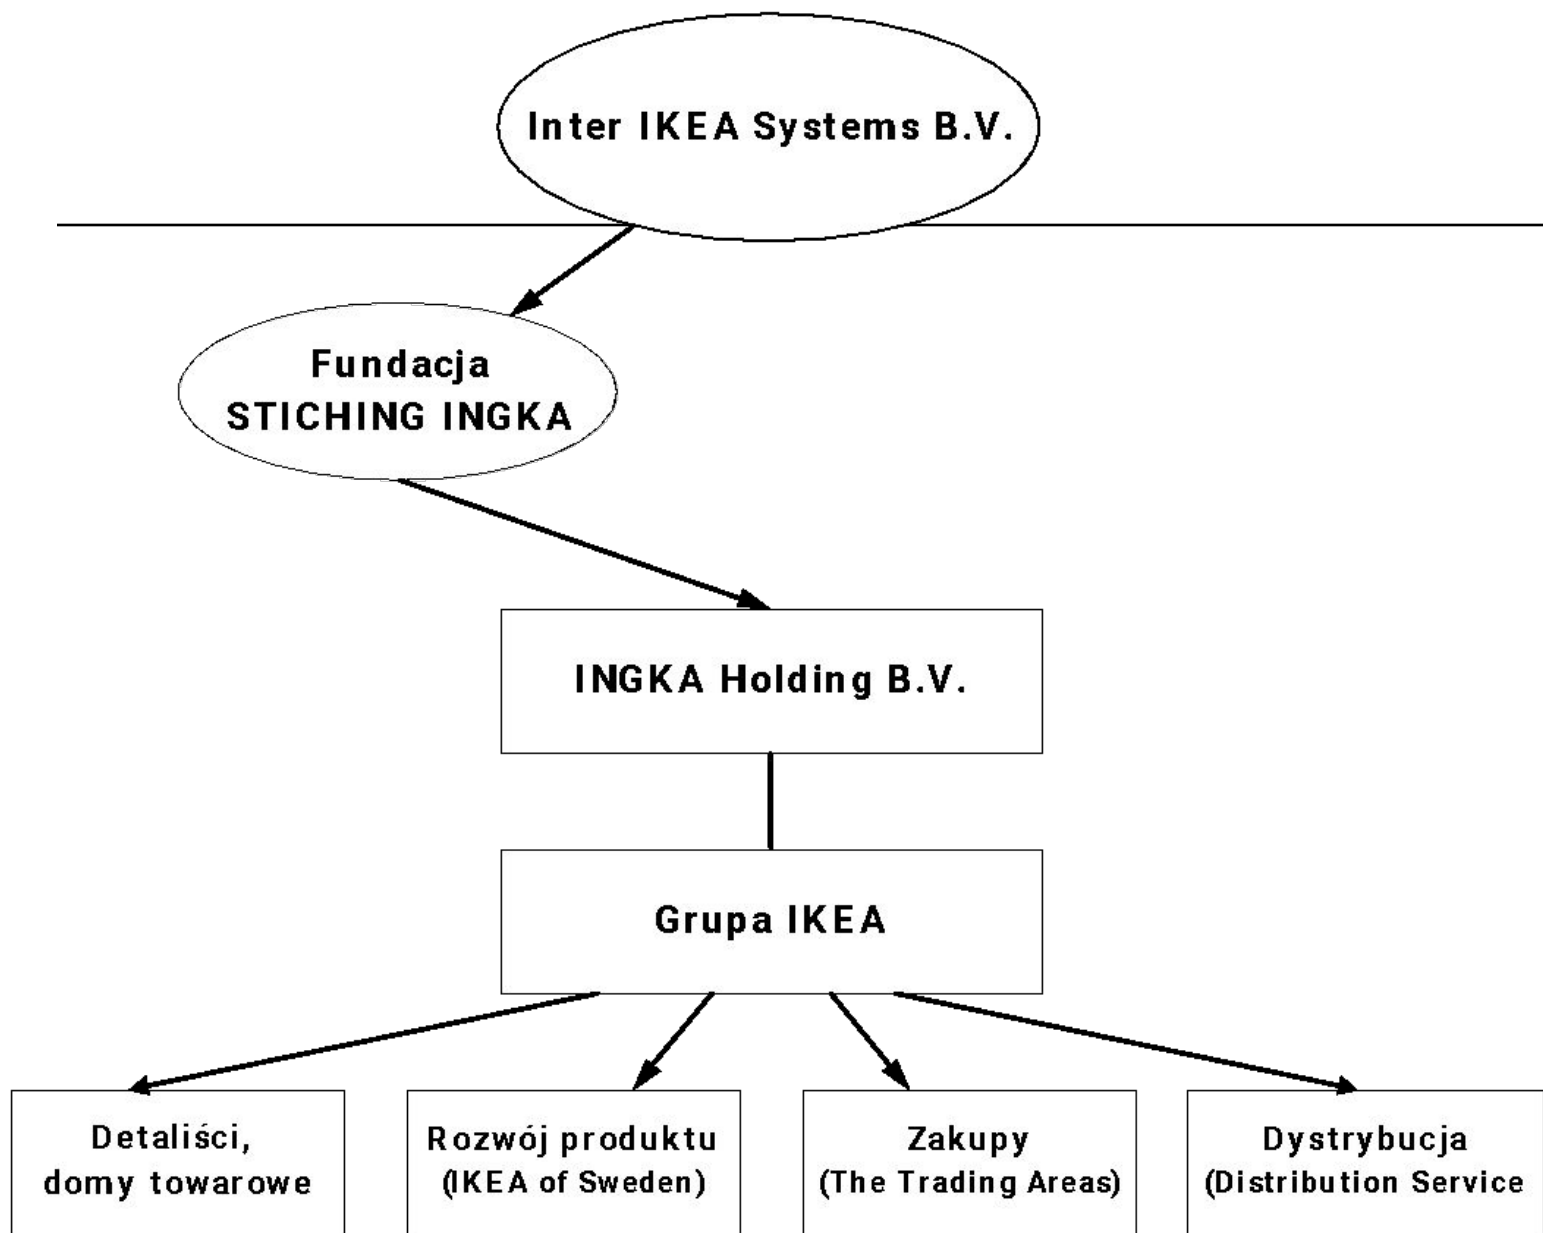 Inter IKEA Systems B.V.
Fundacja
STICHING INGKA
INGKA Holding B.V.
Grupa IKEA
Detaliści,
domy towarowe
Rozwój produktu
(IKEA of Sweden)
Zakupy
(The Trading Areas)
Dystrybucja
(Distribution Service